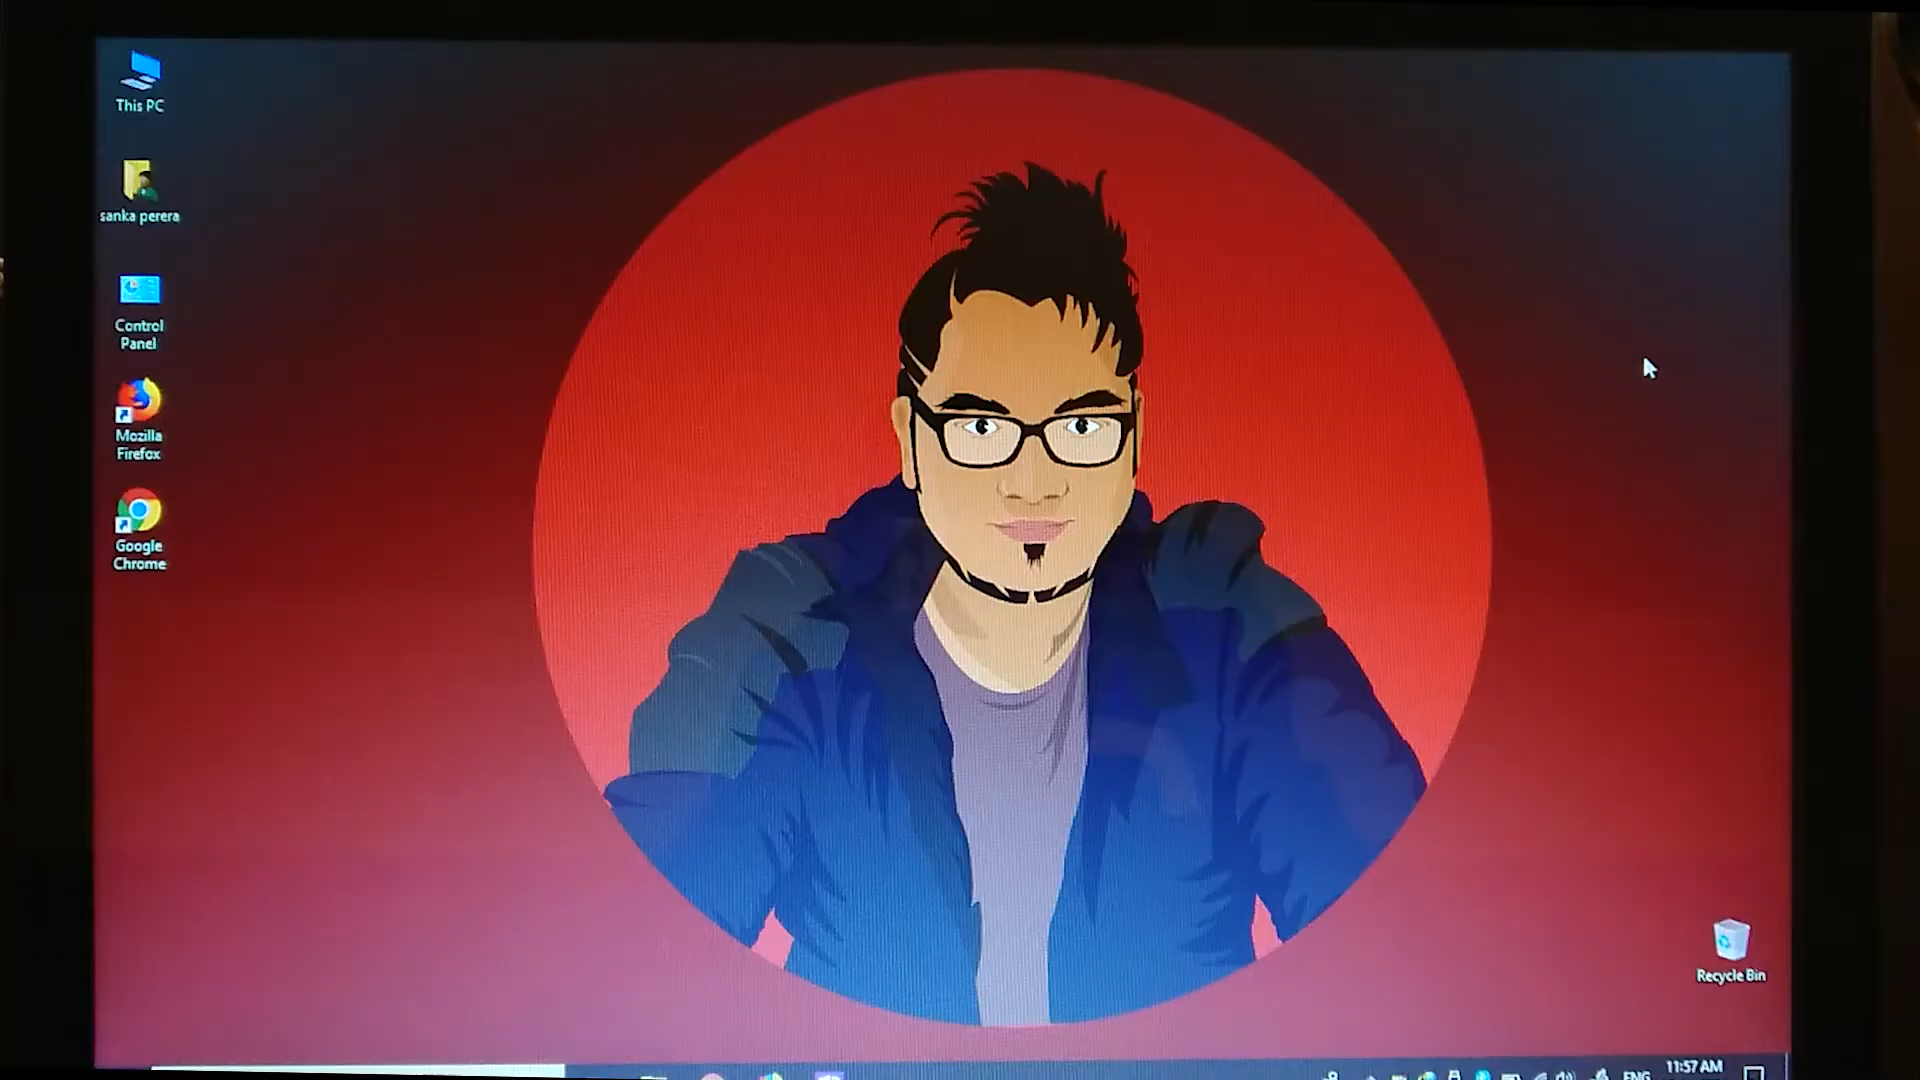 This PC
sanka perera
Control
Panel
Mozilla
Firefox
Google
Chrome
Recycle Bin
ENG
11:57 AM